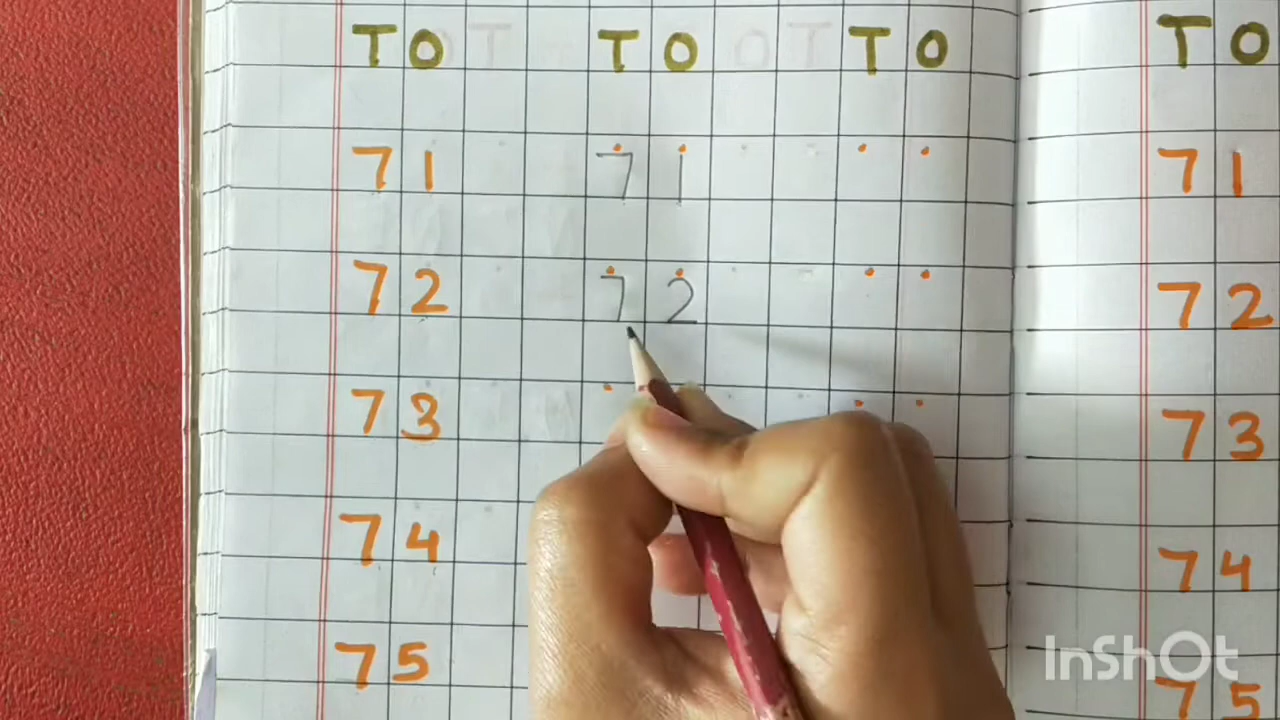 T O T O T O T O
71 71 71
72 72 72
73 73
74 74
75 75
InShOt